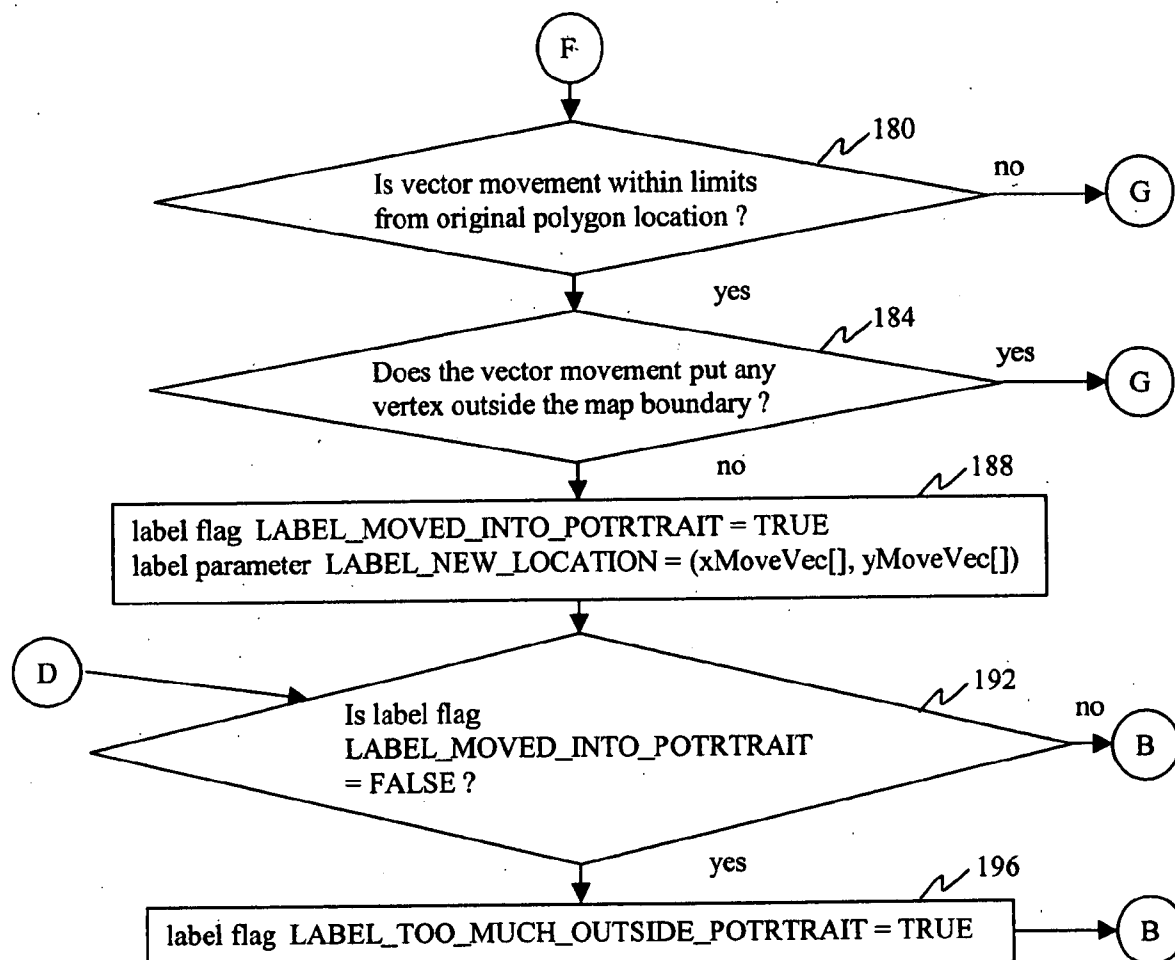 F
180
Is vector movement within limits
from original polygon location ?
no
G
yes
184
Does the vector movement put any
vertex outside the map boundary ?
yes
G
no
188
label flag LABEL_MOVED_INTO_POTRTRAIT = TRUE
label parameter LABEL_NEW_LOCATION = (xMoveVec[], yMoveVec[])
D
192
Is label flag
LABEL_MOVED_INTO_POTRTRAIT
= FALSE ?
no
B
yes
196
label flag LABEL_TOO_MUCH_OUTSIDE_POTRTRAIT = TRUE
B